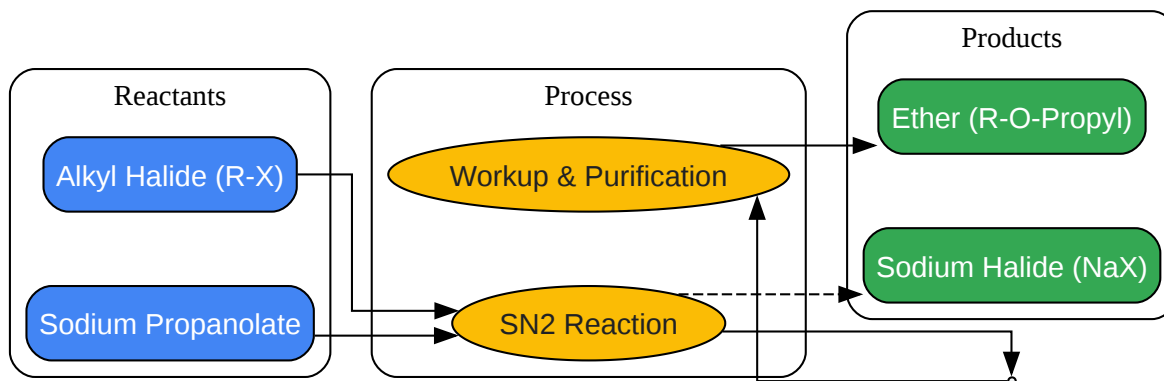 Reactants
Alkyl Halide (R-X)
Sodium Propanolate
Process
Workup & Purification
SN2 Reaction
Products
Ether (R-O-Propyl)
Sodium Halide (NaX)